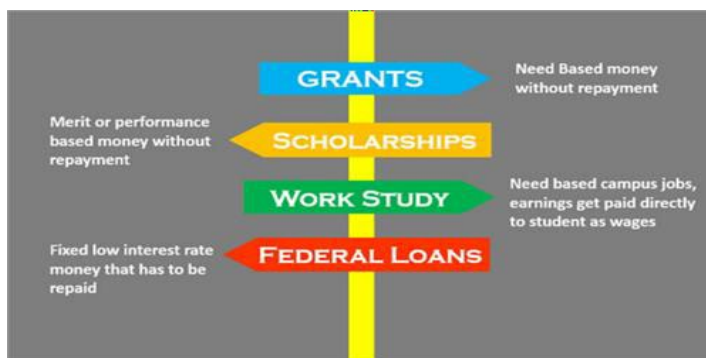 GRANTS
Need Based money
without repayment
Merit or performance
based money without
repayment
SCHOLARSHIPS
WORK STUDY
Need based campus jobs,
earnings get paid directly
to student as wages
Fixed low interest rate
money that has to be
repaid
FEDERAL LOANS